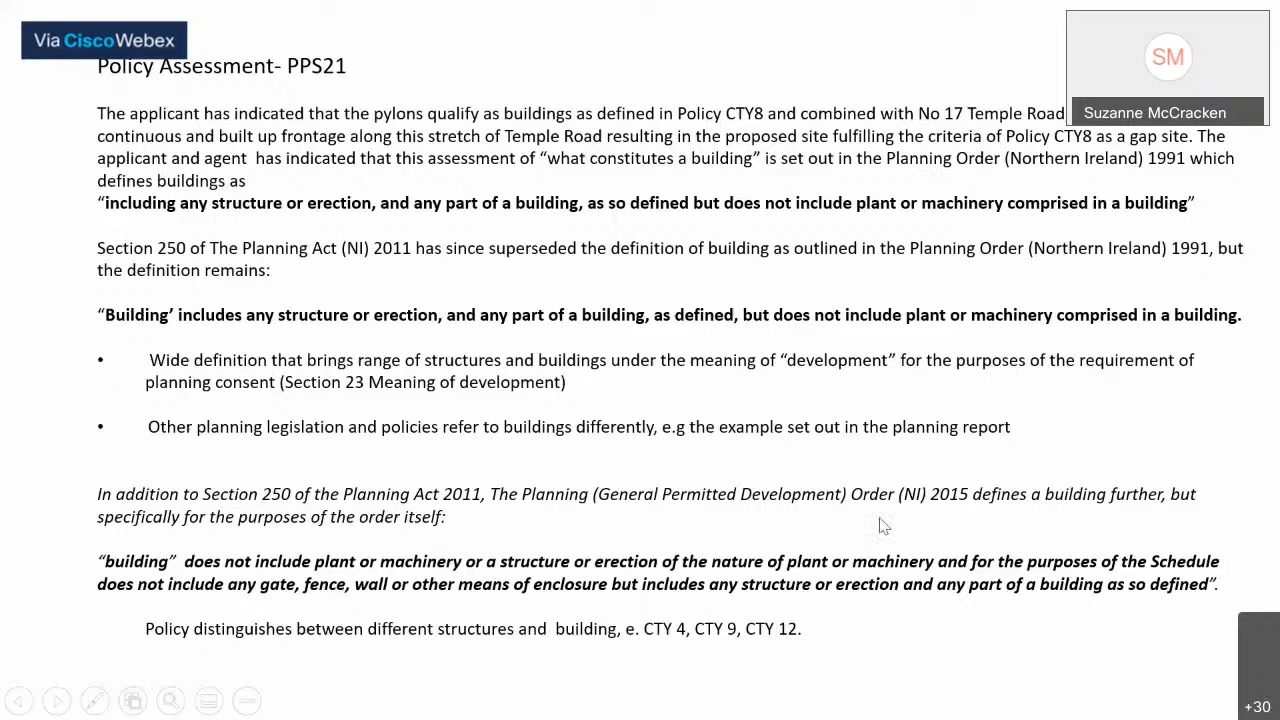 Via CiscoWebex
SM
Suzanne McCracken
Policy Assessment- PPS21
The applicant has indicated that the pylons qualify as buildings as defined in Policy CTY8 and combined with No 17 Temple Road
continuous and built up frontage along this stretch of Temple Road resulting in the proposed site fulfilling the criteria of Policy CTY8 as a gap site. The
applicant and agent has indicated that this assessment of “what constitutes a building” is set out in the Planning Order (Northern Ireland) 1991 which
defines buildings as
“including any structure or erection, and any part of a building, as so defined but does not include plant or machinery comprised in a building”
Section 250 of The Planning Act (NI) 2011 has since superseded the definition of building as outlined in the Planning Order (Northern Ireland) 1991, but
the definition remains:
“Building’ includes any structure or erection, and any part of a building, as defined, but does not include plant or machinery comprised in a building.
• Wide definition that brings range of structures and buildings under the meaning of “development” for the purposes of the requirement of
planning consent (Section 23 Meaning of development)
• Other planning legislation and policies refer to buildings differently, e.g the example set out in the planning report
In addition to Section 250 of the Planning Act 2011, The Planning (General Permitted Development) Order (NI) 2015 defines a building further, but
specifically for the purposes of the order itself:
“building” does not include plant or machinery or a structure or erection of the nature of plant or machinery and for the purposes of the Schedule
does not include any gate, fence, wall or other means of enclosure but includes any structure or erection and any part of a building as so defined”.
Policy distinguishes between different structures and building, e. CTY 4, CTY 9, CTY 12.
+30